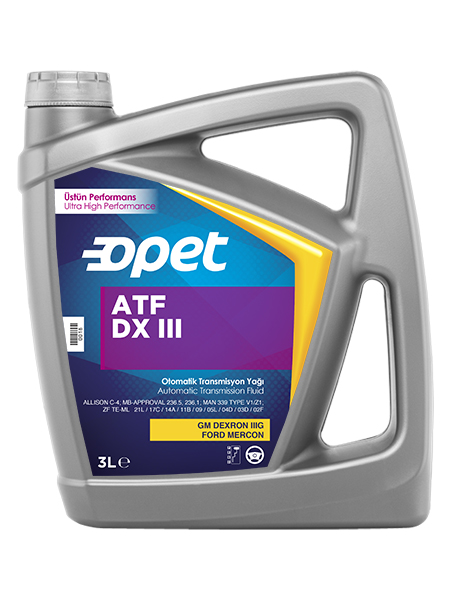 Üstün Performans
Ultra High Performance
opet
ATF
DX III
0015
Otomatik Transmisyon Yağı
Automatic Transmission Fluid
ALLISON C-4; MB-APPROVAL 236.5, 236.1; MAN 339 TYPE V1/Z1;
ZF TE-ML 21L / 17C / 14A / 11B / 09 / 05L / 04D / 03D / 02F
GM DEXRON IIIG
FORD MERCON
3L e